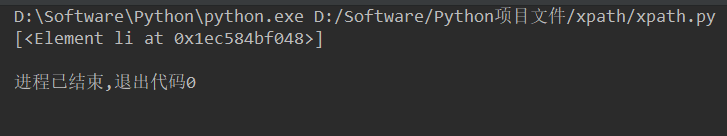 D:\Software\Python\python.exe D:/Software/Python项目文件/xpath/xpath.py
[<Element li at 0x1ec584bf048>]
进程已结束,退出代码0